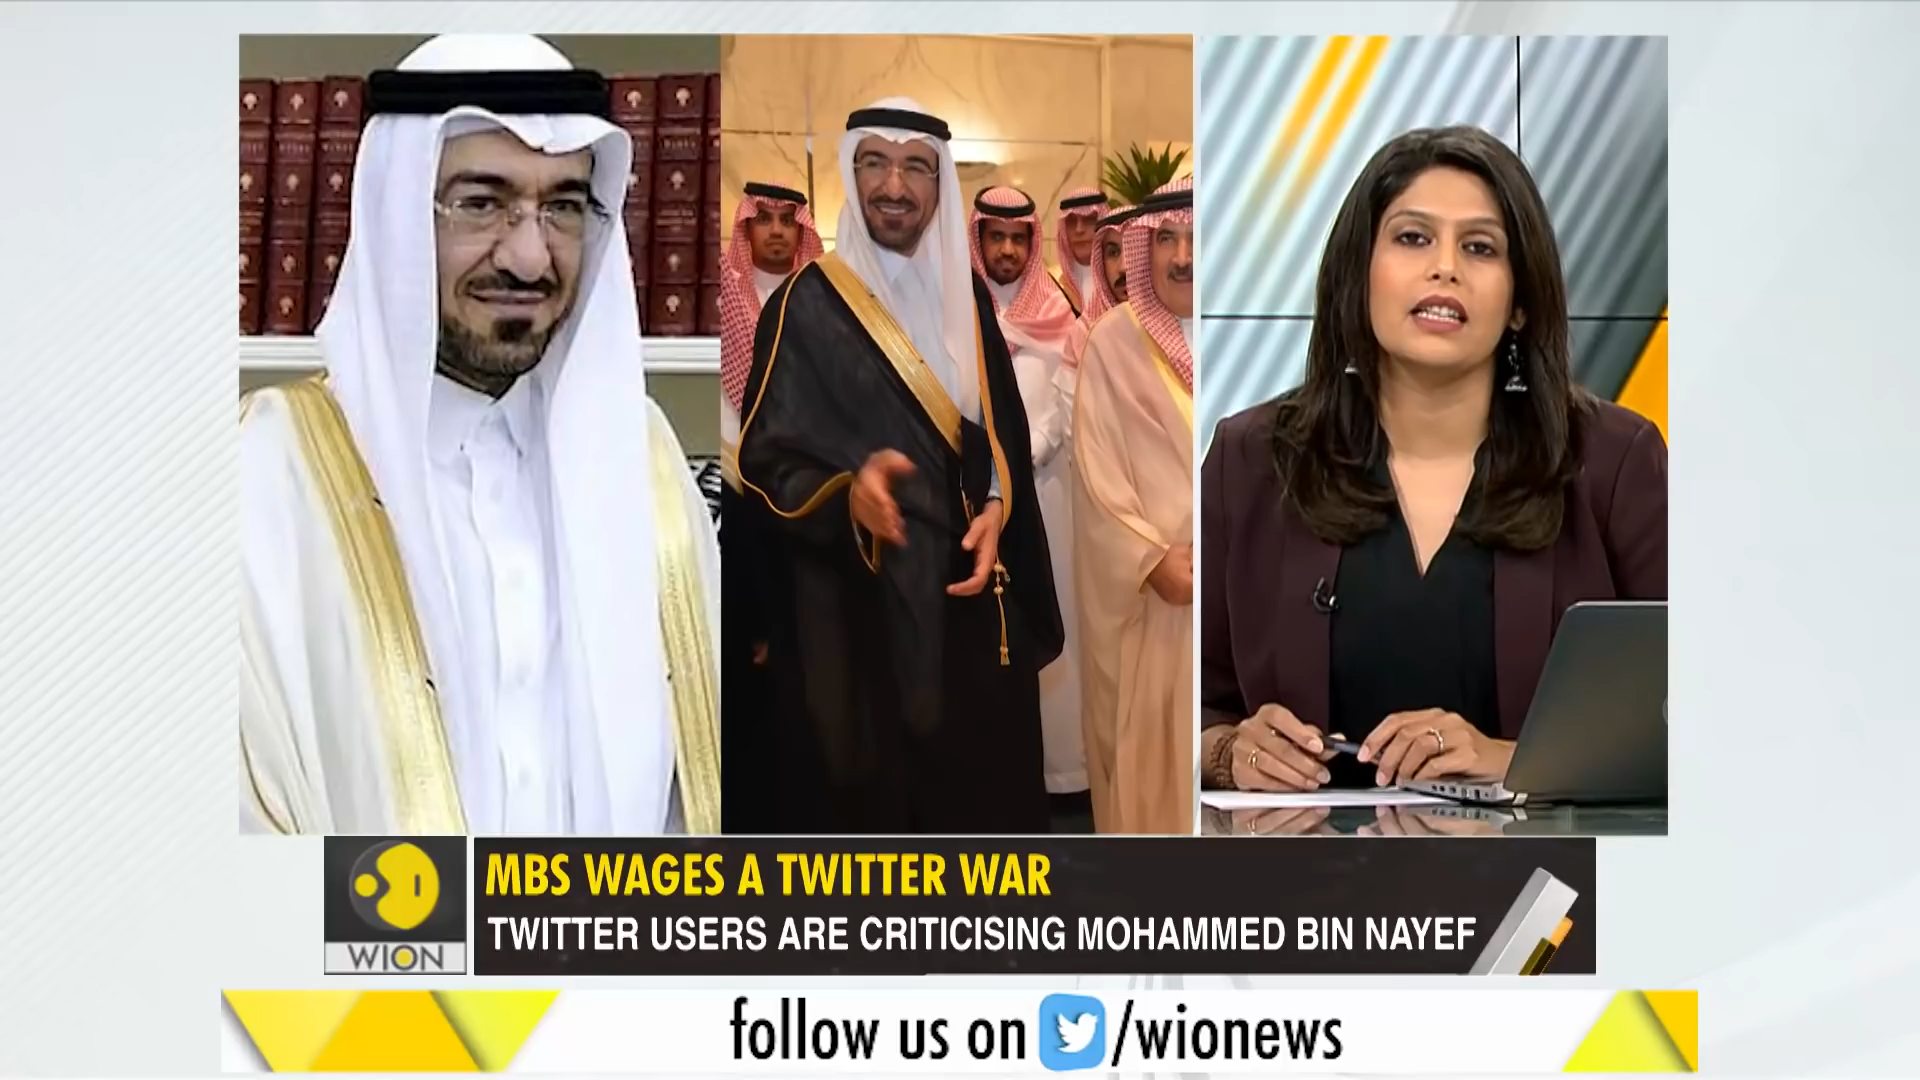 MBS WAGES A TWITTER WAR
TWITTER USERS ARE CRITICISING MOHAMMED BIN NAYEF
WION
follow us on /wionews